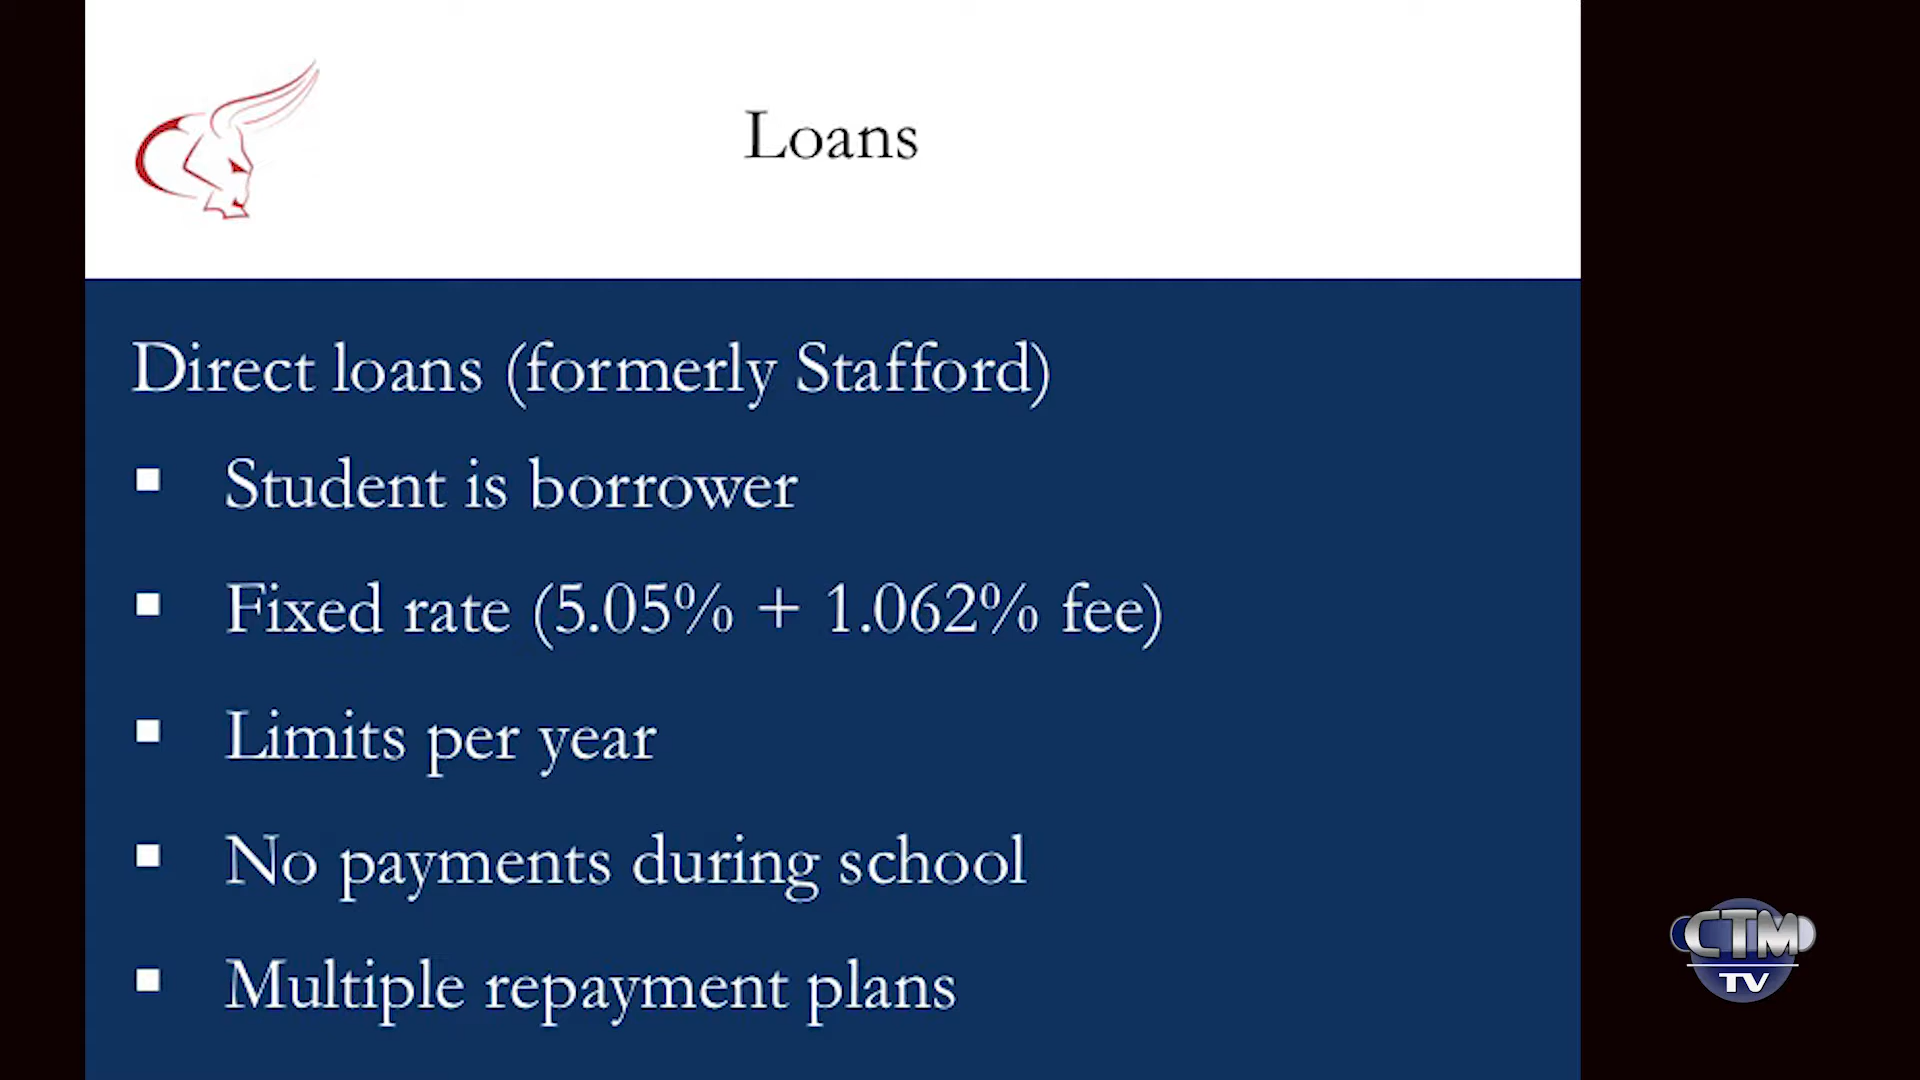 Loans
Direct loans (formerly Stafford)
▪ Student is borrower
▪ Fixed rate (5.05% + 1.062% fee)
▪ Limits per year
▪ No payments during school
▪ Multiple repayment plans
CTM
TV